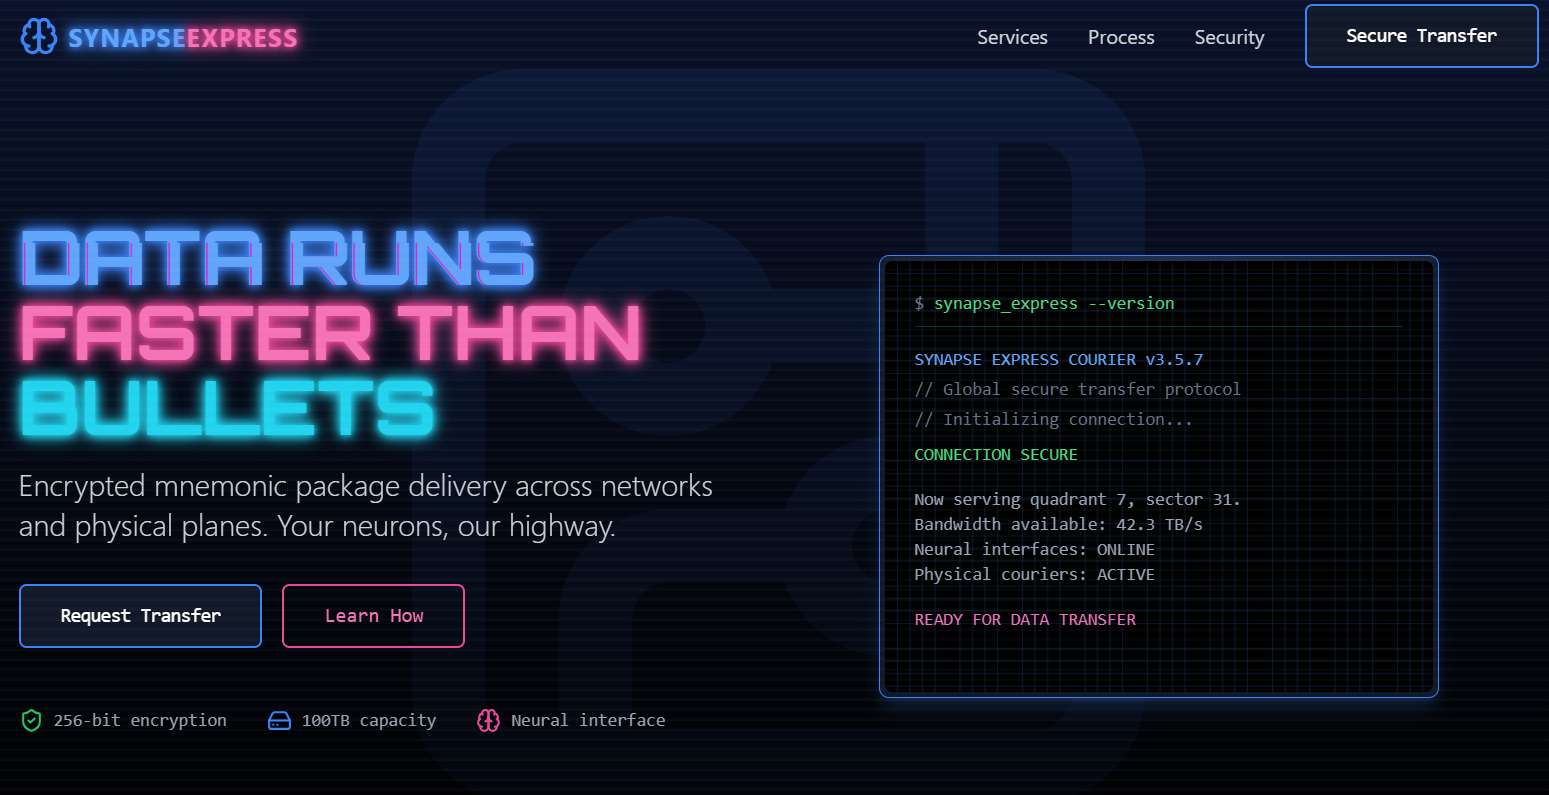 SYNAPSEEXPRESS
Services
Process
Security
Secure Transfer
DATA RUNS
FASTER THAN
BULLETS
Encrypted mnemonic package delivery across networks
and physical planes. Your neurons, our highway.
Request Transfer
Learn How
256-bit encryption
100TB capacity
Neural interface
$ synapse_express --version
SYNAPSE EXPRESS COURIER v3.5.7
// Global secure transfer protocol
// Initializing connection...
CONNECTION SECURE
Now serving quadrant 7, sector 31.
Bandwidth available: 42.3 TB/s
Neural interfaces: ONLINE
Physical couriers: ACTIVE
READY FOR DATA TRANSFER